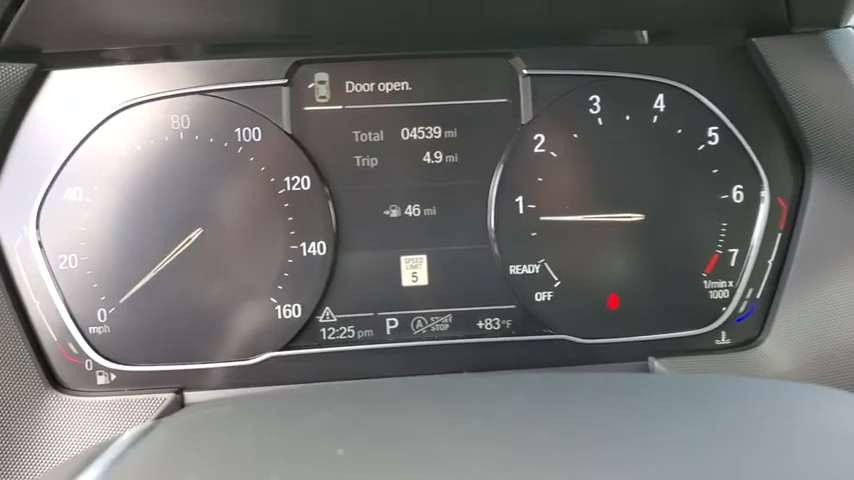 Door open.
Total 04539 mi
Trip 4.9 mi
46 mi
SPEED
LIMIT
5
12:25 pm P A START STOP +83°F
0 20 40 80 100 120 140 160
mph
0
1 2 3 4 5 6 7
READY
OFF
1/min x
1000